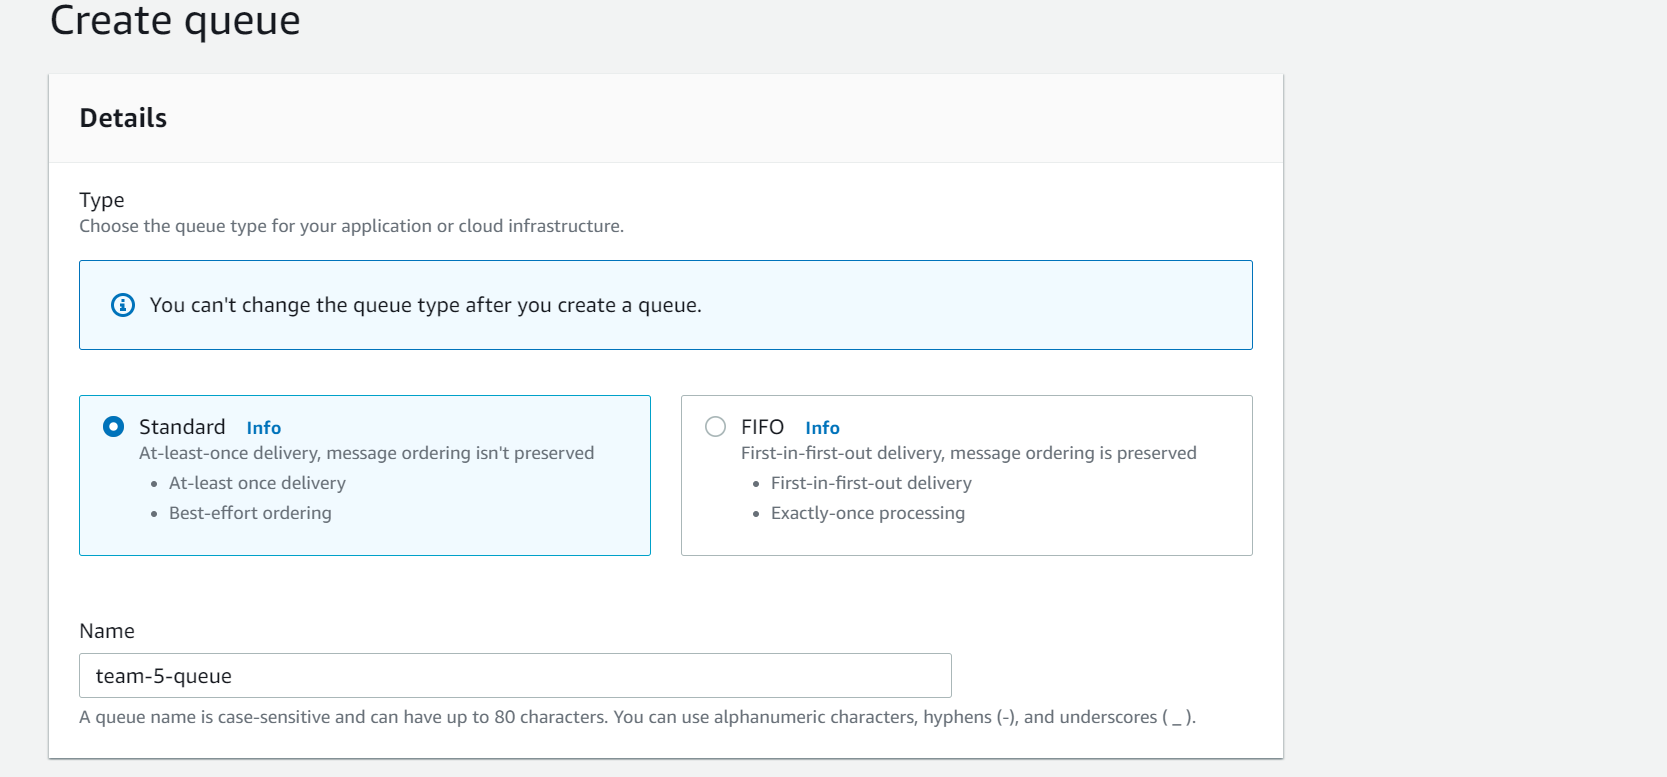 Create queue
Details
Type
Choose the queue type for your application or cloud infrastructure.
You can't change the queue type after you create a queue.
Standard Info
At-least-once delivery, message ordering isn't preserved
• At-least once delivery
• Best-effort ordering
FIFO Info
First-in-first-out delivery, message ordering is preserved
• First-in-first-out delivery
• Exactly-once processing
Name
team-5-queue
A queue name is case-sensitive and can have up to 80 characters. You can use alphanumeric characters, hyphens (-), and underscores ( _ ).